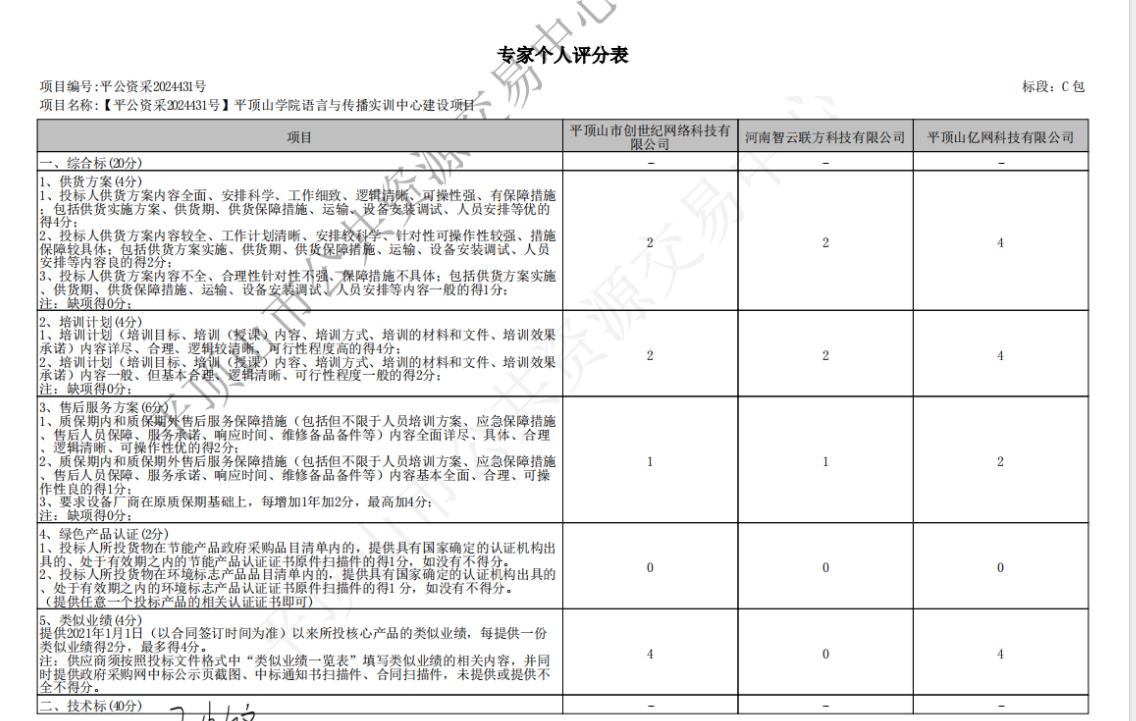 专家个人评分表
项目编号:平公资采2024431号 标段：C包
项目名称:【平公资采2024431号】平顶山学院语言与传播实训中心建设项目
项目 平顶山市创世纪网络科技有限公司 河南智云联方科技有限公司 平顶山亿网科技有限公司
一、综合标(20分) – – –
1、供货方案(4分)
1、投标人供货方案内容全面、安排科学、工作细致、逻辑清晰、可操性强、有保障措施
；包括供货实施方案、供货期、供货保障措施、运输、设备安装调试、人员安排等优的
得4分；
2、投标人供货方案内容较全、工作计划清晰、安排较科学、针对性可操作性较强、措施
保障较具体；包括供货方案实施、供货期、供货保障措施、运输、设备安装调试、人员
安排等内容良的得2分；
3、投标人供货方案内容不全、合理性针对性不强、保障措施不具体；包括供货方案实施
、供货期、供货保障措施、运输、设备安装调试、人员安排等内容一般的得1分；
注：缺项得0分；
2 2 4
2、培训计划(4分)
1、培训计划（培训目标、培训（授课）内容、培训方式、培训的材料和文件、培训效果
承诺）内容详尽、合理、逻辑较清晰、可行性程度高的得4分；
2、培训计划（培训目标、培训（授课）内容、培训方式、培训的材料和文件、培训效果
承诺）内容一般、但基本合理、逻辑清晰、可行性程度一般的得2分；
注：缺项得0分；
2 2 4
3、售后服务方案(6分)
1、质保期内和质保期外售后服务保障措施（包括但不限于人员培训方案、应急保障措施
、售后人员保障、服务承诺、响应时间、维修备品备件等）内容全面详尽、具体、合理
、逻辑清晰、可操作性优的得2分；
2、质保期内和质保期外售后服务保障措施（包括但不限于人员培训方案、应急保障措施
、售后人员保障、服务承诺、响应时间、维修备品备件等）内容基本全面、合理、可操
作性良的得1分；
3、要求设备厂商在原质保期基础上，每增加1年加2分，最高加4分；
注：缺项得0分；
1 1 2
4、绿色产品认证(2分)
1、投标人所投货物在节能产品政府采购品目清单内的，提供具有国家确定的认证机构出
具的、处于有效期之内的节能产品认证证书原件扫描件的得1分，如没有不得分。
2、投标人所投货物在环境标志产品品目清单内的，提供具有国家确定的认证机构出具的
、处于有效期之内的环境标志产品认证证书原件扫描件的得1 分，如没有不得分。
（提供任意一个投标产品的相关认证证书即可）
0 0 0
5、类似业绩(4分)
提供2021年1月1日（以合同签订时间为准）以来所投核心产品的类似业绩，每提供一份
类似业绩得2分，最多得4分。
注：供应商须按照投标文件格式中“类似业绩一览表”填写类似业绩的相关内容，并同
时提供政府采购网中标公示页截图、中标通知书扫描件、合同扫描件，未提供或提供不
全不得分。
4 0 4
二、技术标(40分) – – –
平顶山市公共资源交易中心
平顶山市公共资源交易中心